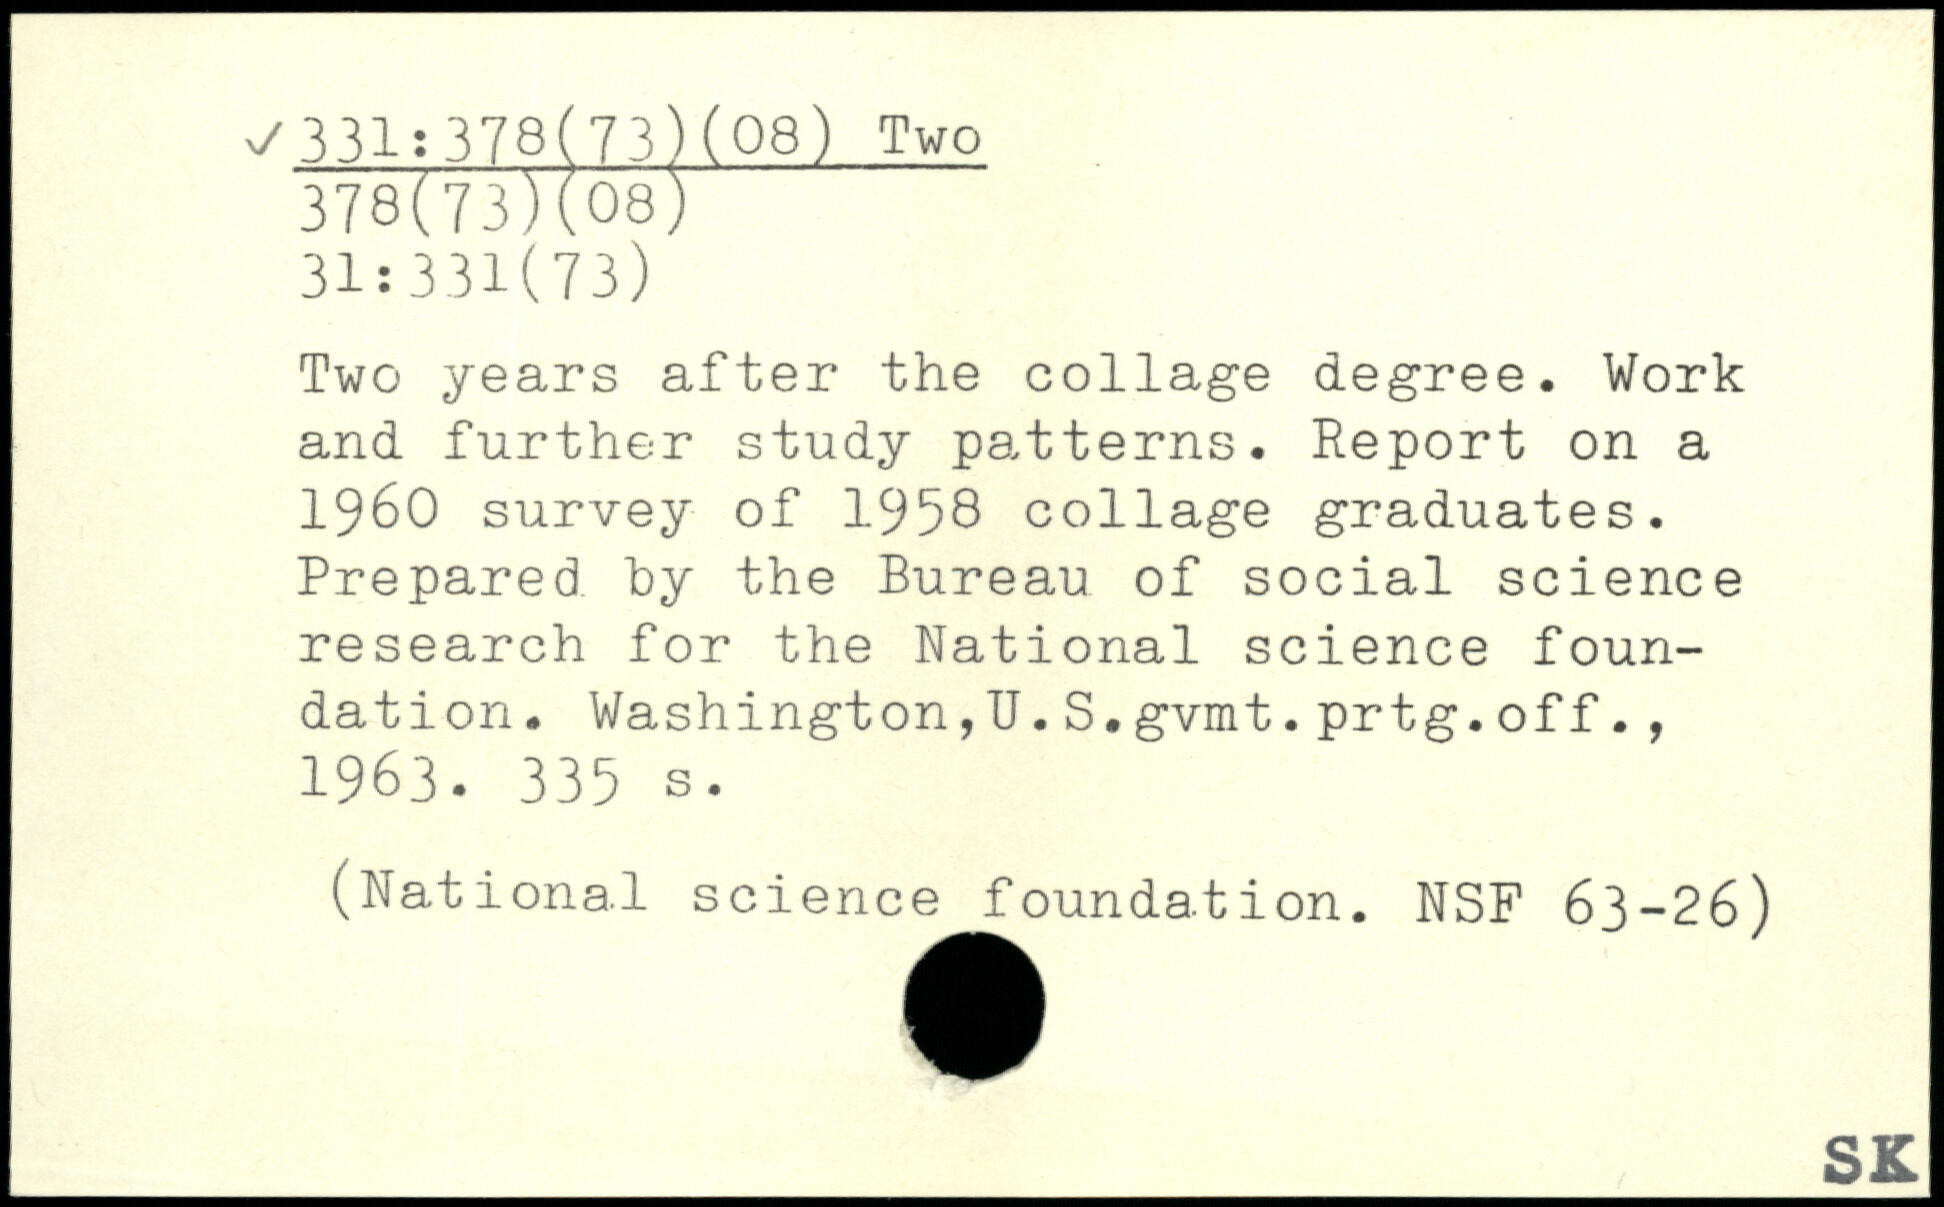 ✓ 331:378(73)(08) Two
378(73)(08)
31:331(73)
Two years after the collage degree. Work
and further study patterns. Report on a
1960 survey of 1958 collage graduates.
Prepared by the Bureau of social science
research for the National science foun-
dation. Washington,U.S.gvmt.prtg.off.,
1963. 335 s.
(National science foundation. NSF 63-26)
SK